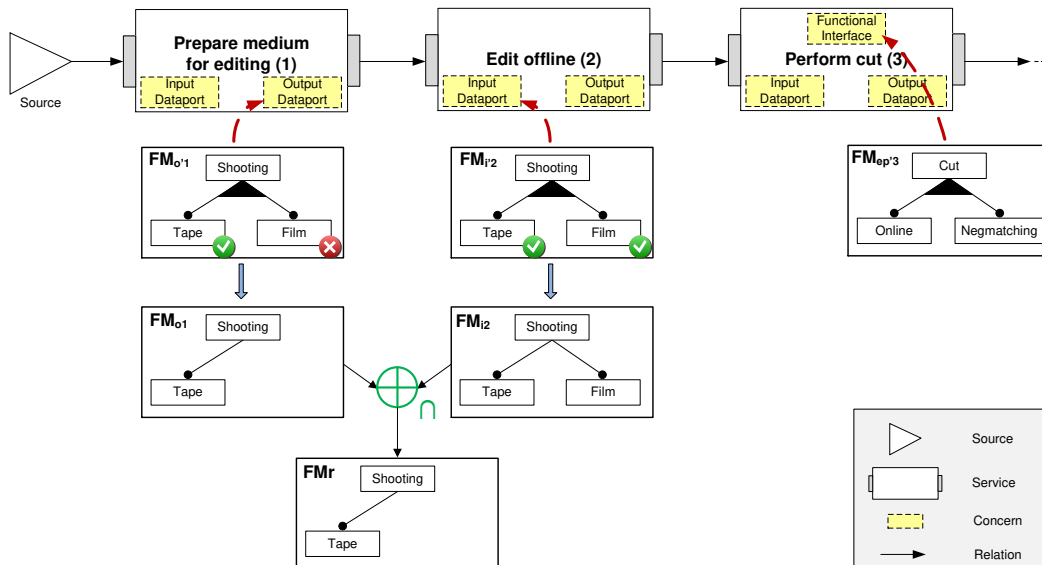 Source
Prepare medium
for editing (1)
Input
Dataport
Output
Dataport
Edit offline (2)
Input
Dataport
Output
Dataport
Functional
Interface
Perform cut (3)
Input
Dataport
Output
Dataport
FMo'1
Shooting
Tape
Film
FMi'2
Shooting
Tape
Film
FMep'3
Cut
Online
Negmatching
FMo1
Shooting
Tape
FMi2
Shooting
Tape
Film
∩
FMr
Shooting
Tape
Source
Service
Concern
Relation